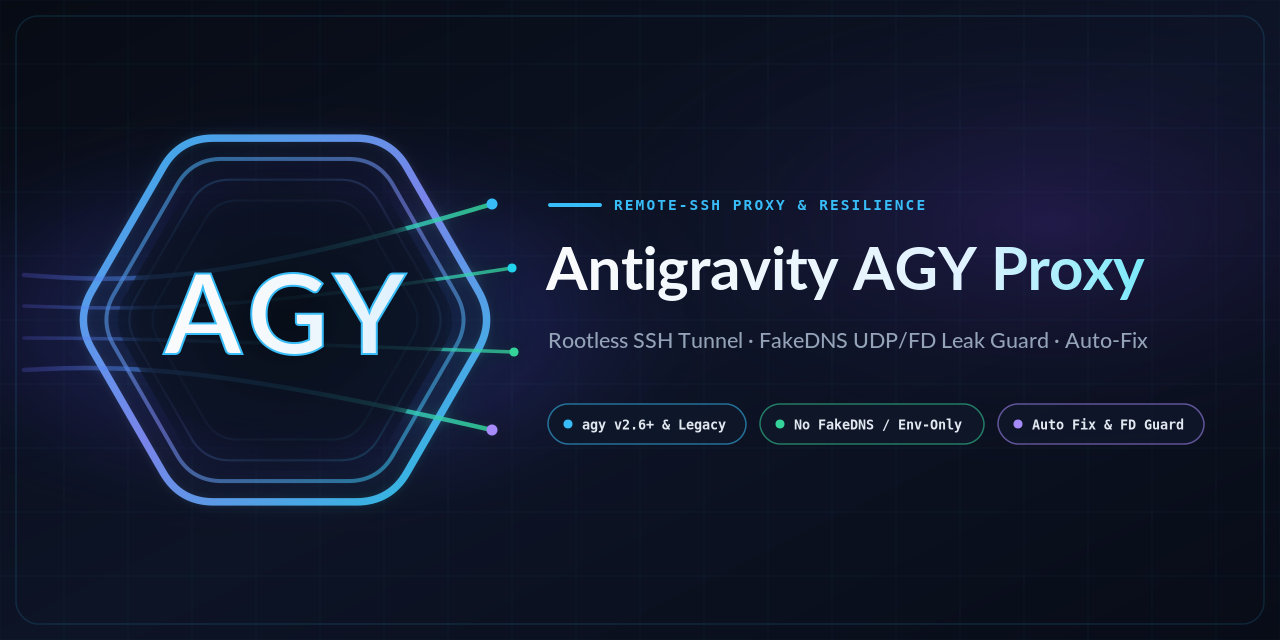 AGY
REMOTE-SSH PROXY & RESILIENCE
Antigravity AGY Proxy
Rootless SSH Tunnel · FakeDNS UDP/FD Leak Guard · Auto-Fix
agy v2.6+ & Legacy
No FakeDNS / Env-Only
Auto Fix & FD Guard